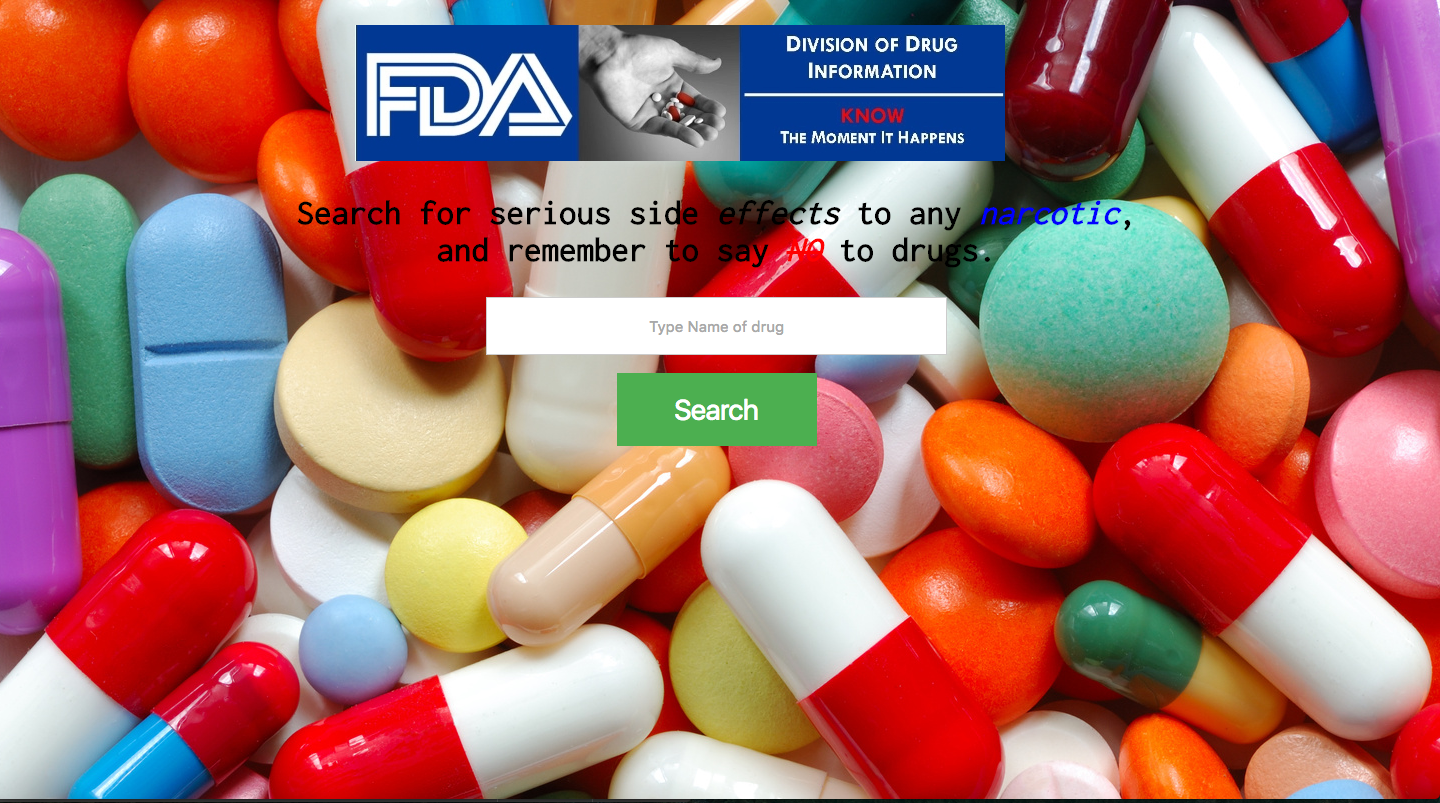 FDA
DIVISION OF DRUG
INFORMATION
KNOW
THE MOMENT IT HAPPENS
Search for serious side effects to any narcotic,
and remember to say NO to drugs.
Type Name of drug
Search